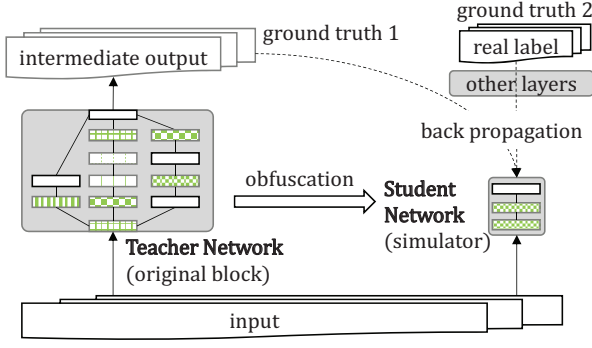 ground truth 1
ground truth 2
intermediate output
real label
other layers
back propagation
obfuscation
Student
Network
(simulator)
Teacher Network
(original block)
input